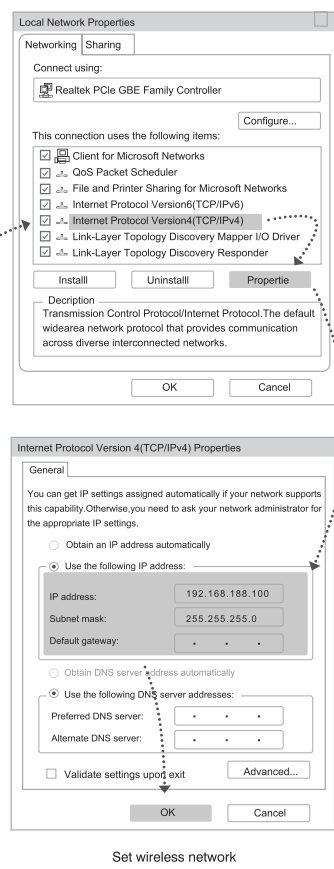 Local Network Properties
Networking Sharing
Connect using:
Realtek PCIe GBE Family Controller
Configure...
This connection uses the following items:
Client for Microsoft Networks
QoS Packet Scheduler
File and Printer Sharing for Microsoft Networks
Internet Protocol Version6(TCP/IPv6)
Internet Protocol Version4(TCP/IPv4)
Link-Layer Topology Discovery Mapper I/O Driver
Link-Layer Topology Discovery Responder
Installl Uninstalll Propertie
Decription
Transmission Control Protocol/Internet Protocol.The default
widearea network protocol that provides communication
across diverse interconnected networks.
OK Cancel
Internet Protocol Version 4(TCP/IPv4) Properties
General
You can get IP settings assigned automatically if your network supports
this capability.Otherwise,you need to ask your network administrator for
the appropriate IP settings.
Obtain an IP address automatically
Use the following IP address:
IP address: 192.168.188.100
Subnet mask: 255.255.255.0
Default gateway: . . .
Obtain DNS server address automatically
Use the following DNS server addresses:
Preferred DNS server: . . .
Alternate DNS server: . . .
Validate settings upon exit Advanced...
OK Cancel
Set wireless network